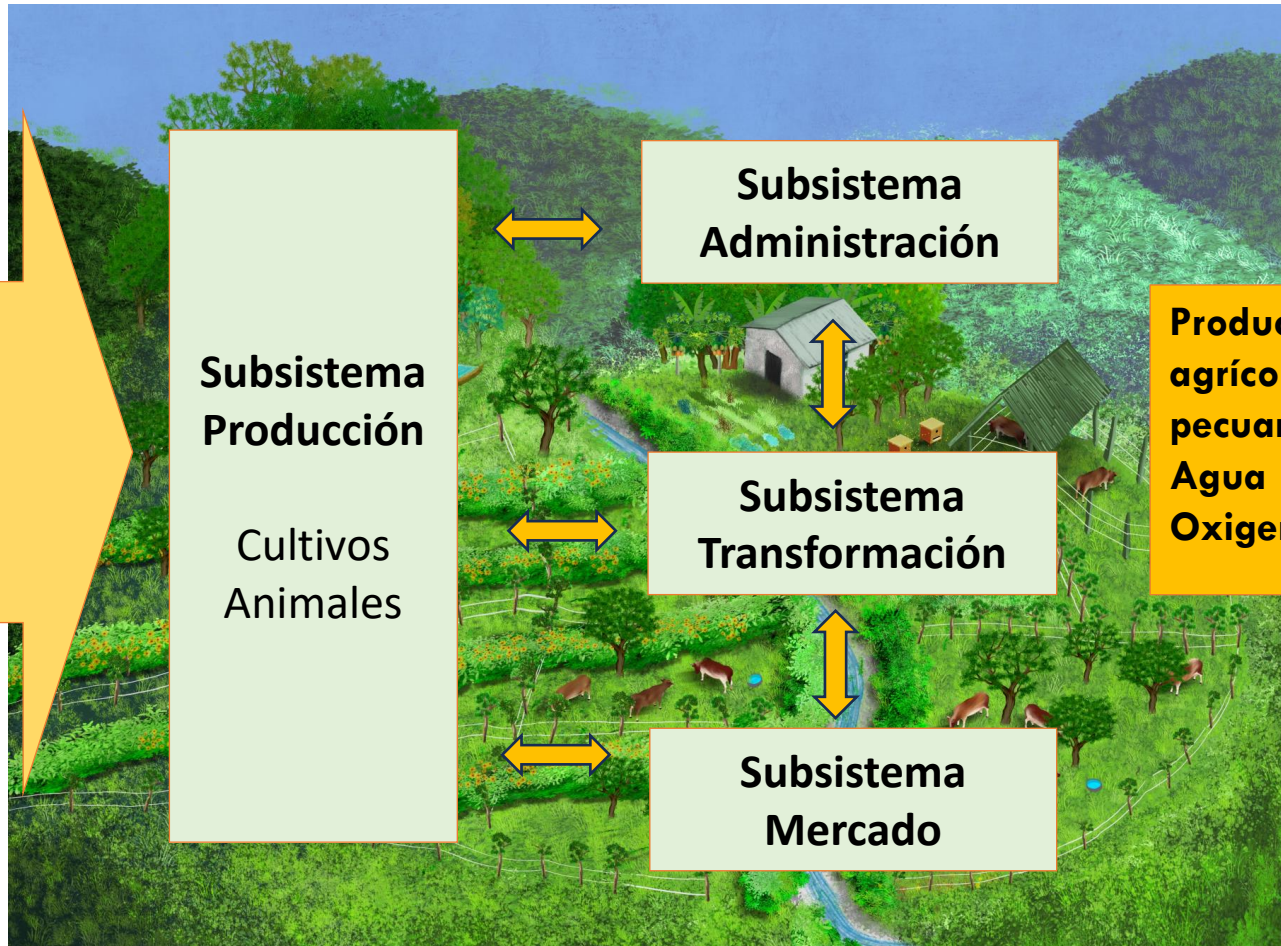 Subsistema
Producción
Cultivos
Animales
Subsistema
Administración
Subsistema
Transformación
Subsistema
Mercado
Agua